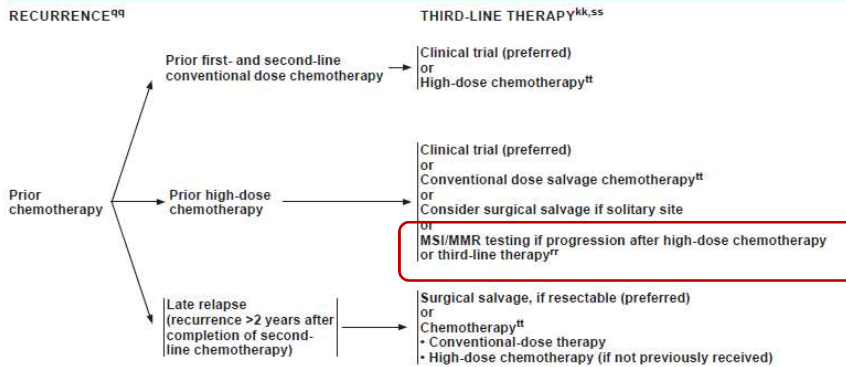 RECURRENCEqq
THIRD-LINE THERAPYkk,ss
Prior chemotherapy
Prior first- and second-line
conventional dose chemotherapy
Clinical trial (preferred)
or
High-dose chemotherapytt
Prior high-dose
chemotherapy
Clinical trial (preferred)
or
Conventional dose salvage chemotherapytt
or
Consider surgical salvage if solitary site
or
MSI/MMR testing if progression after high-dose chemotherapy
or third-line therapyrr
Late relapse
(recurrence >2 years after
completion of second-
line chemotherapy)
Surgical salvage, if resectable (preferred)
or
Chemotherapytt
• Conventional-dose therapy
• High-dose chemotherapy (if not previously received)